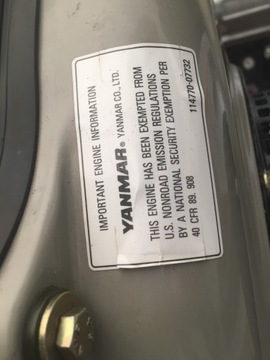 IMPORTANT ENGINE INFORMATION
YANMAR® YANMAR CO., LTD.
THIS ENGINE HAS BEEN EXEMPTED FROM
U.S. NONROAD EMISSION REGULATIONS
BY A NATIONAL SECURITY EXEMPTION PER
40 CFR 89. 908
114770-07732